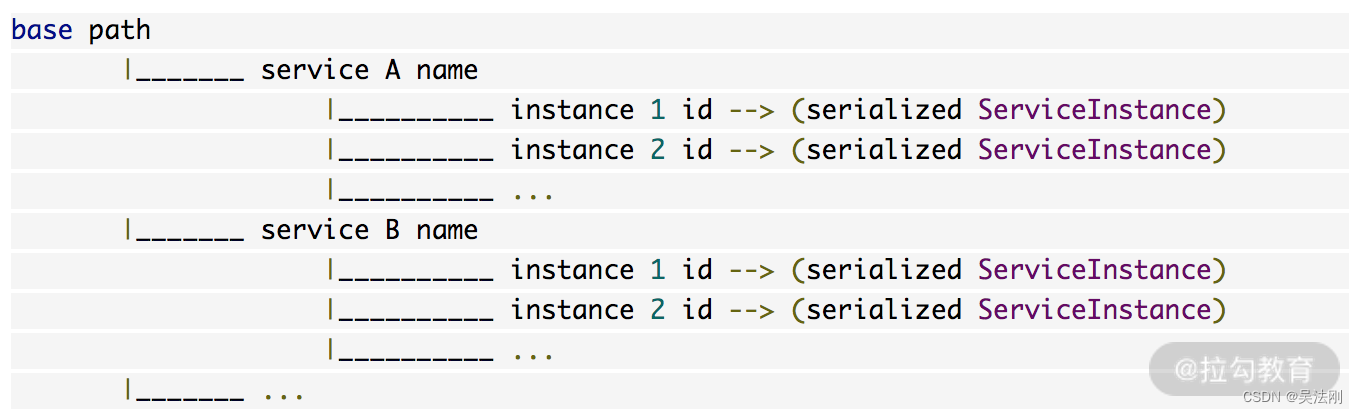 base path
|_______ service A name
|__________ instance 1 id --> (serialized ServiceInstance)
|__________ instance 2 id --> (serialized ServiceInstance)
|__________ ...
|_______ service B name
|__________ instance 1 id --> (serialized ServiceInstance)
|__________ instance 2 id --> (serialized ServiceInstance)
|__________ ...
|_______ ...
@拉勾教育
CSDN @吴法刚